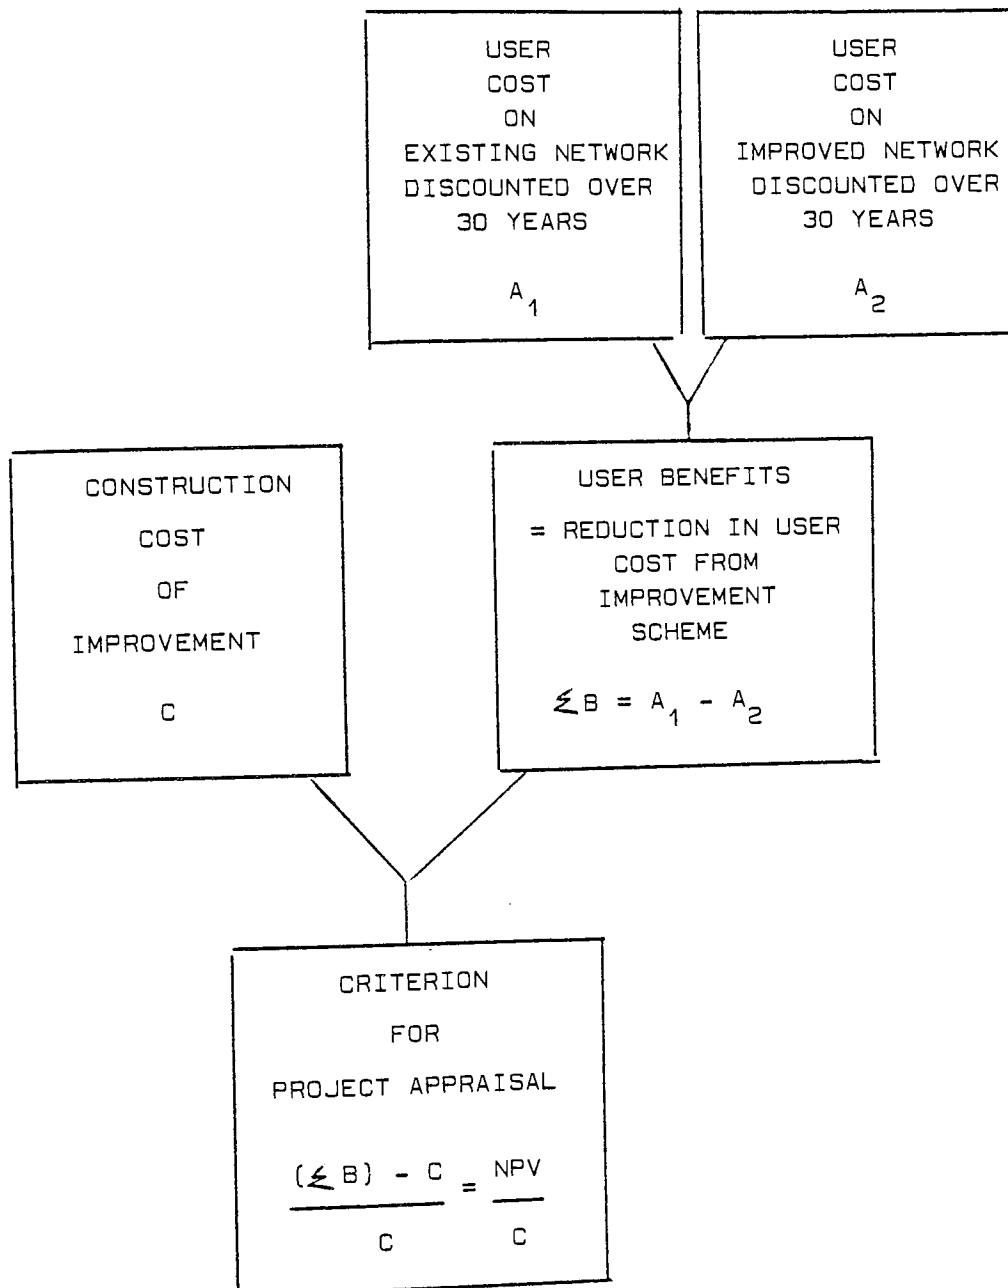 USER
COST
ON
EXISTING NETWORK
DISCOUNTED OVER
30 YEARS
A₁
USER
COST
ON
IMPROVED NETWORK
DISCOUNTED OVER
30 YEARS
A₂
CONSTRUCTION
COST
OF
IMPROVEMENT
C
USER BENEFITS
= REDUCTION IN USER
COST FROM
IMPROVEMENT
SCHEME
ΣB = A₁ - A₂
CRITERION
FOR
PROJECT APPRAISAL
(ΣB) - C = NPV
C C